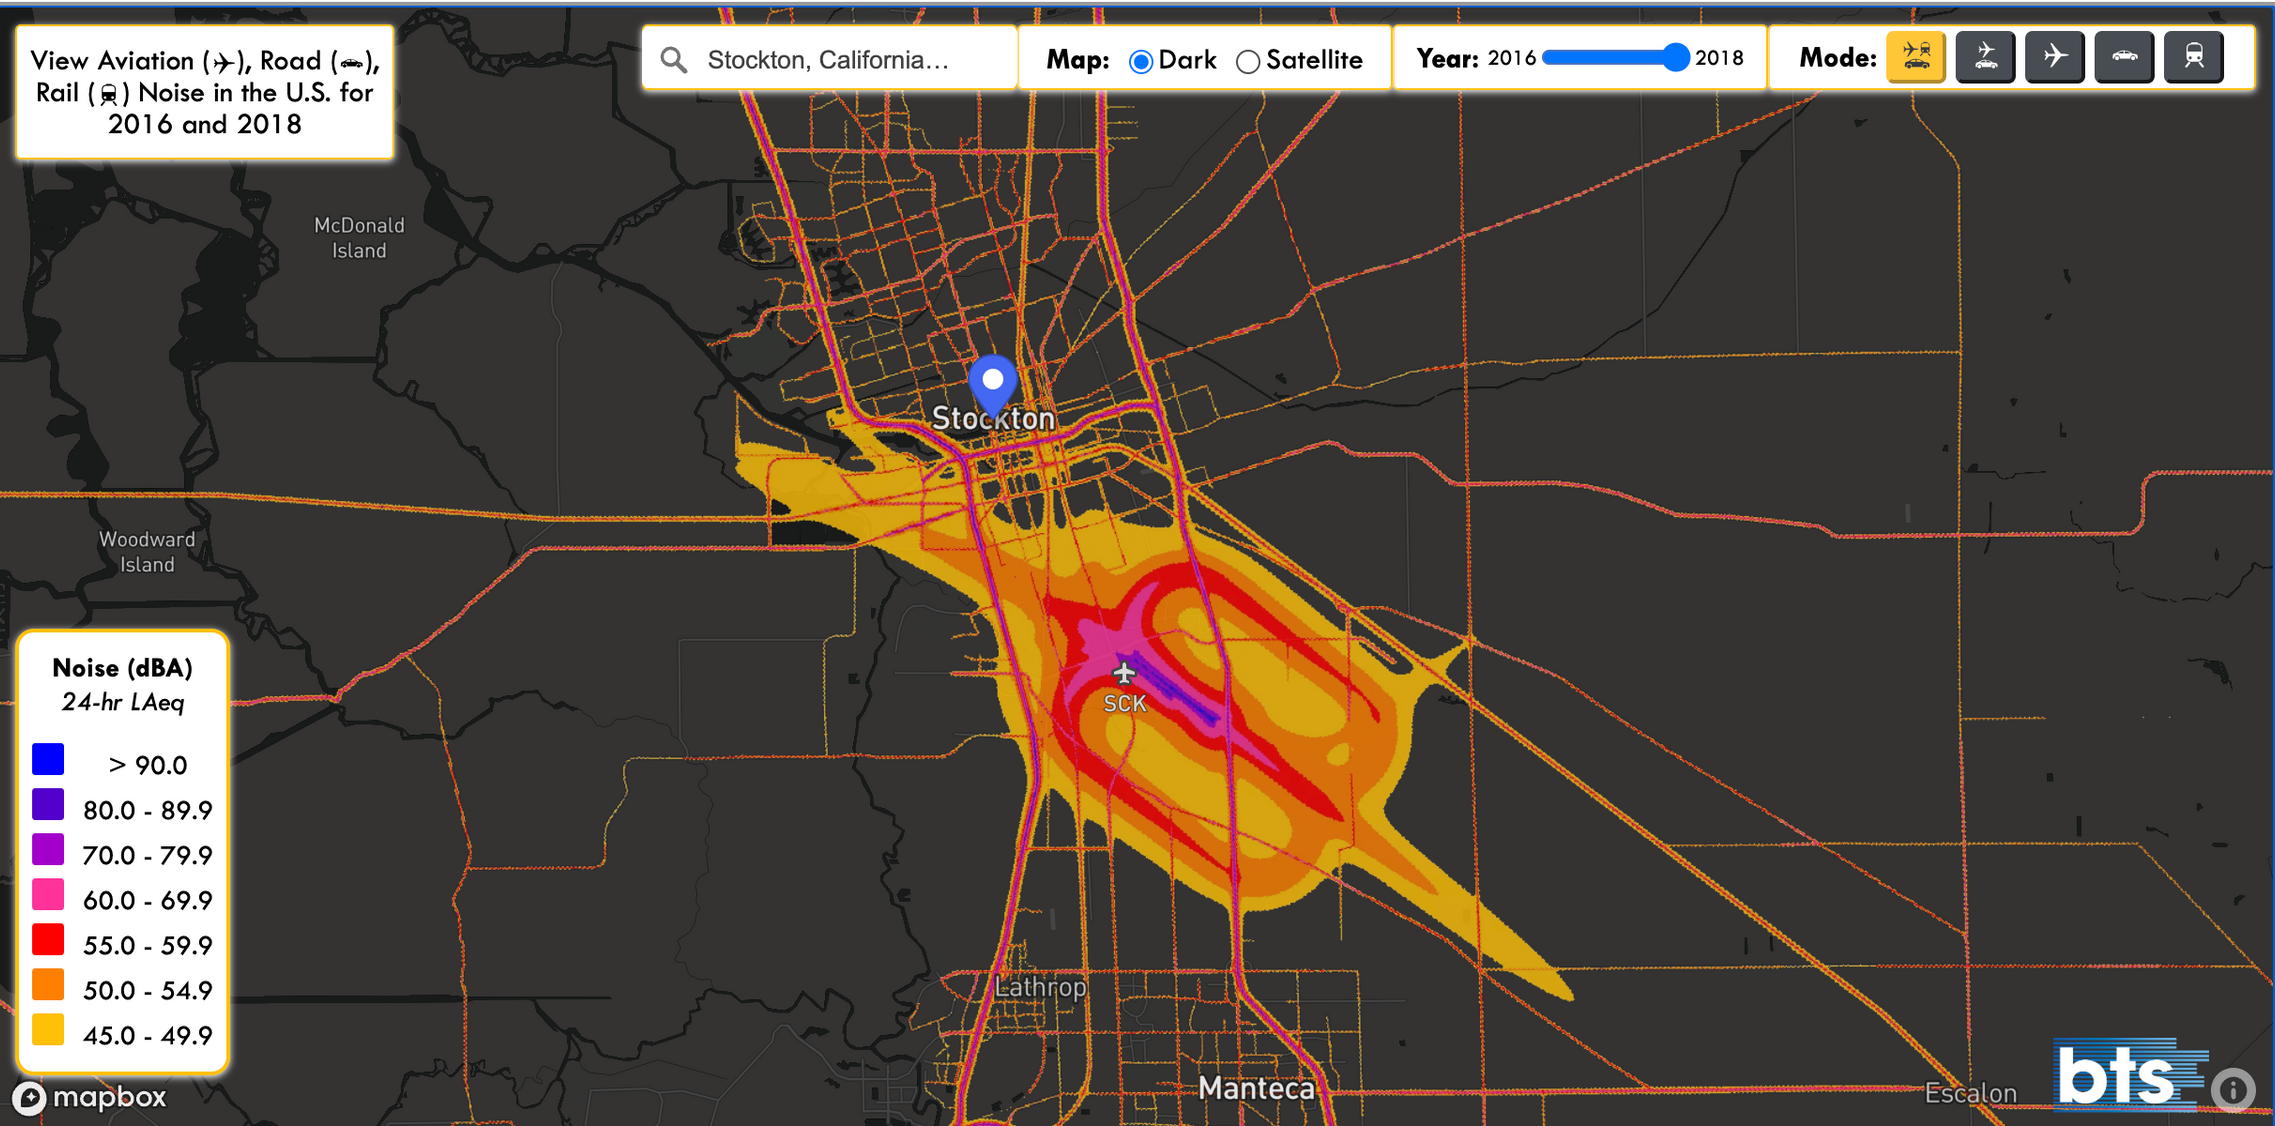 View Aviation (), Road (),
Rail () Noise in the U.S. for
2016 and 2018
Stockton, California...
Map: Dark Satellite
Year: 2016 2018
Mode:
McDonald
Island
Stockton
Woodward
Island
SCK
Noise (dBA)
24-hr LAeq
> 90.0
80.0 - 89.9
70.0 - 79.9
60.0 - 69.9
55.0 - 59.9
50.0 - 54.9
45.0 - 49.9
Lathrop
Manteca
Escalon
mapbox
bts
i